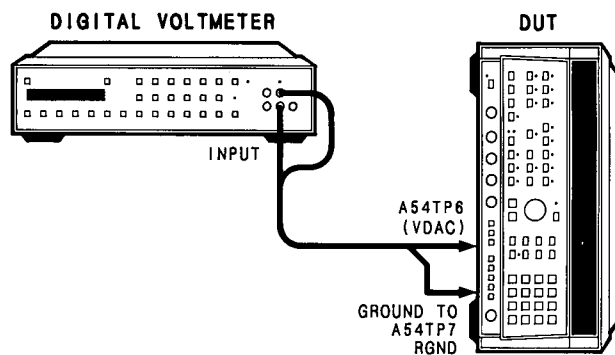 DIGITAL VOLTMETER
DUT
INPUT
A54TP6
(VDAC)
GROUND TO
A54TP7
RGND